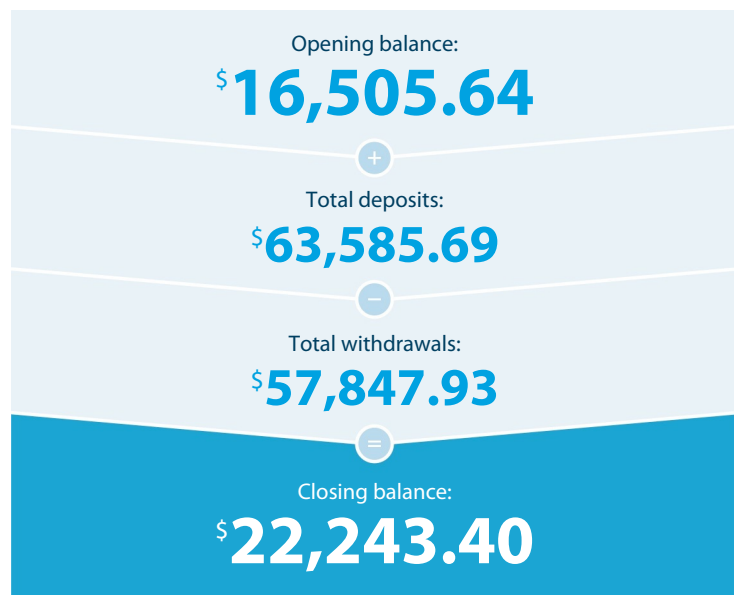 Opening balance:
$16,505.64
+
Total deposits:
$63,585.69
−
Total withdrawals:
$57,847.93
=
Closing balance:
$22,243.40